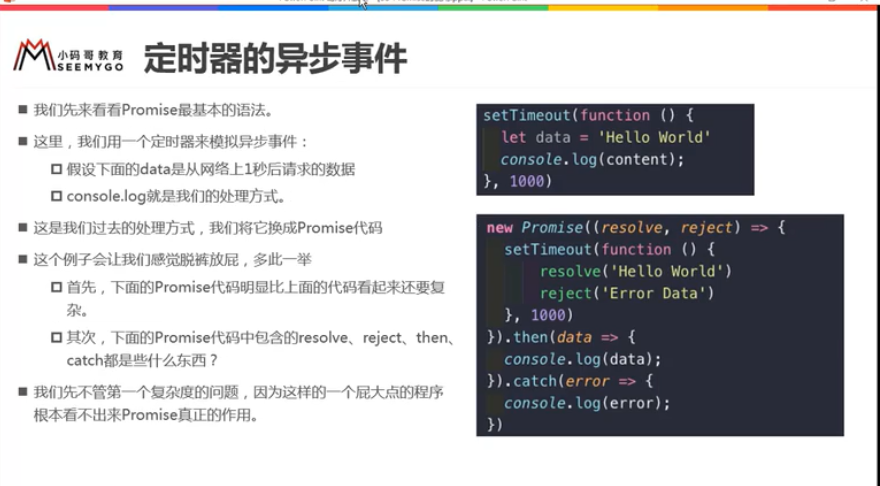 小码哥教育
SEEMYGO
定时器的异步事件
■ 我们先来看看Promise最基本的语法。
■ 这里，我们用一个定时器来模拟异步事件：
□ 假设下面的data是从网络上1秒后请求的数据
□ console.log就是我们的处理方式。
■ 这是我们过去的处理方式，我们将它换成Promise代码
■ 这个例子会让我们感觉脱裤放屁，多此一举
□ 首先，下面的Promise代码明显比上面的代码看起来还要复
杂。
□ 其次，下面的Promise代码中包含的resolve、reject、then、
catch都是些什么东西？
■ 我们先不管第一个复杂度的问题，因为这样的一个屁大点的程序
根本看不出来Promise真正的作用。
setTimeout(function () {
let data = 'Hello World'
console.log(content);
}, 1000)
new Promise((resolve, reject) => {
setTimeout(function () {
resolve('Hello World')
reject('Error Data')
}, 1000)
}).then(data => {
console.log(data);
}).catch(error => {
console.log(error);
})